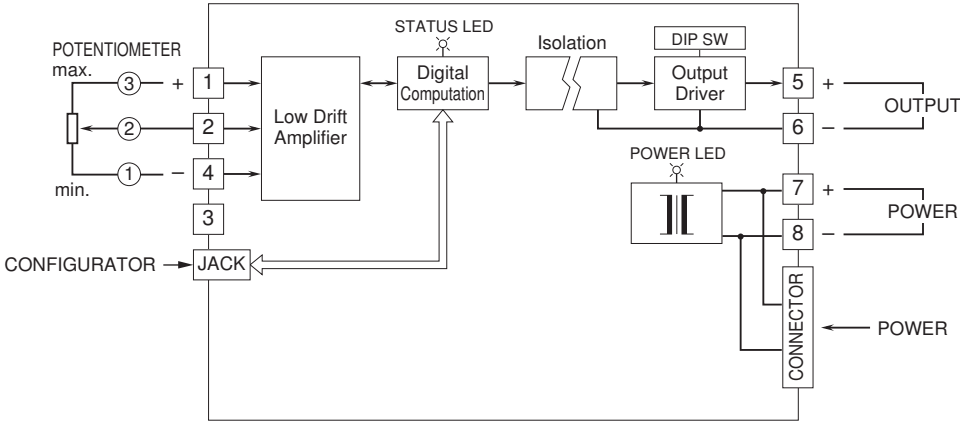 STATUS LED
POTENTIOMETER
max.
3 + 1
2 2
1 − 4
min.
3
CONFIGURATOR
JACK
Low Drift
Amplifier
Digital
Computation
Isolation
DIP SW
Output
Driver
5 +
OUTPUT
6 −
POWER LED
7 +
POWER
8 −
CONNECTOR
POWER